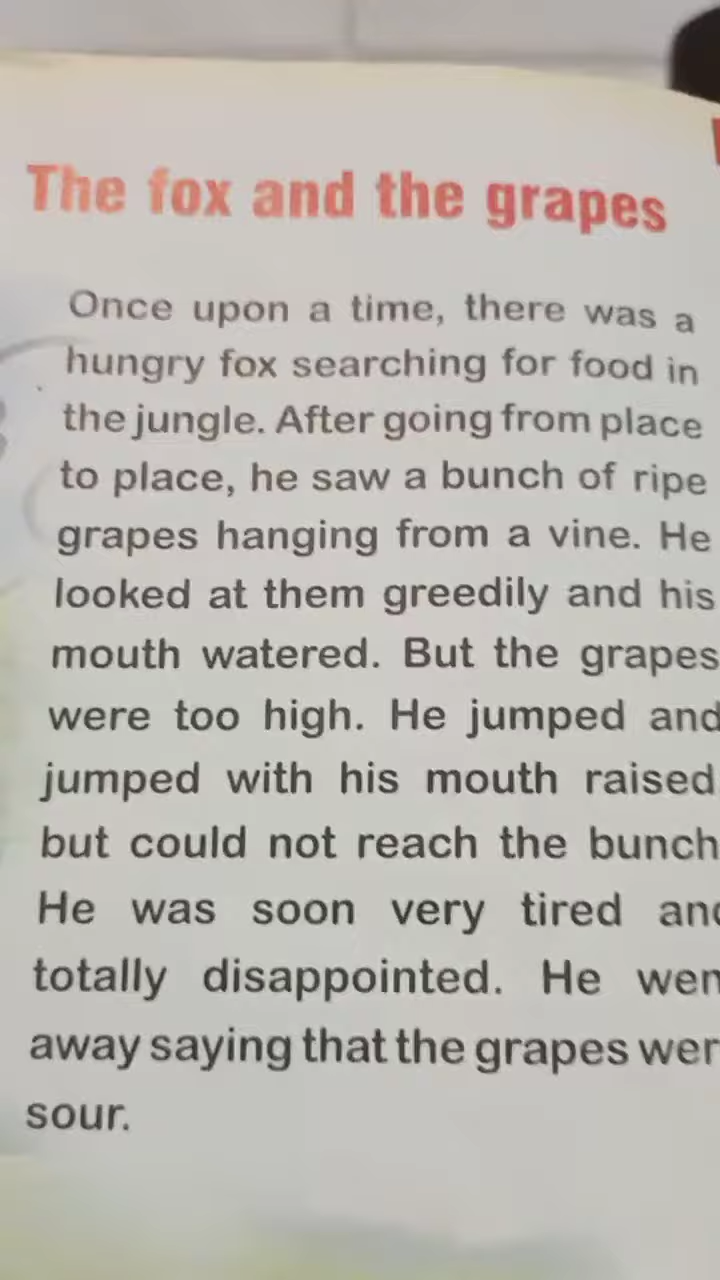 The fox and the grapes
Once upon a time, there was a
hungry fox searching for food in
the jungle. After going from place
to place, he saw a bunch of ripe
grapes hanging from a vine. He
looked at them greedily and his
mouth watered. But the grapes
were too high. He jumped and
jumped with his mouth raised
but could not reach the bunch
He was soon very tired an
totally disappointed. He wen
away saying that the grapes wer
sour.